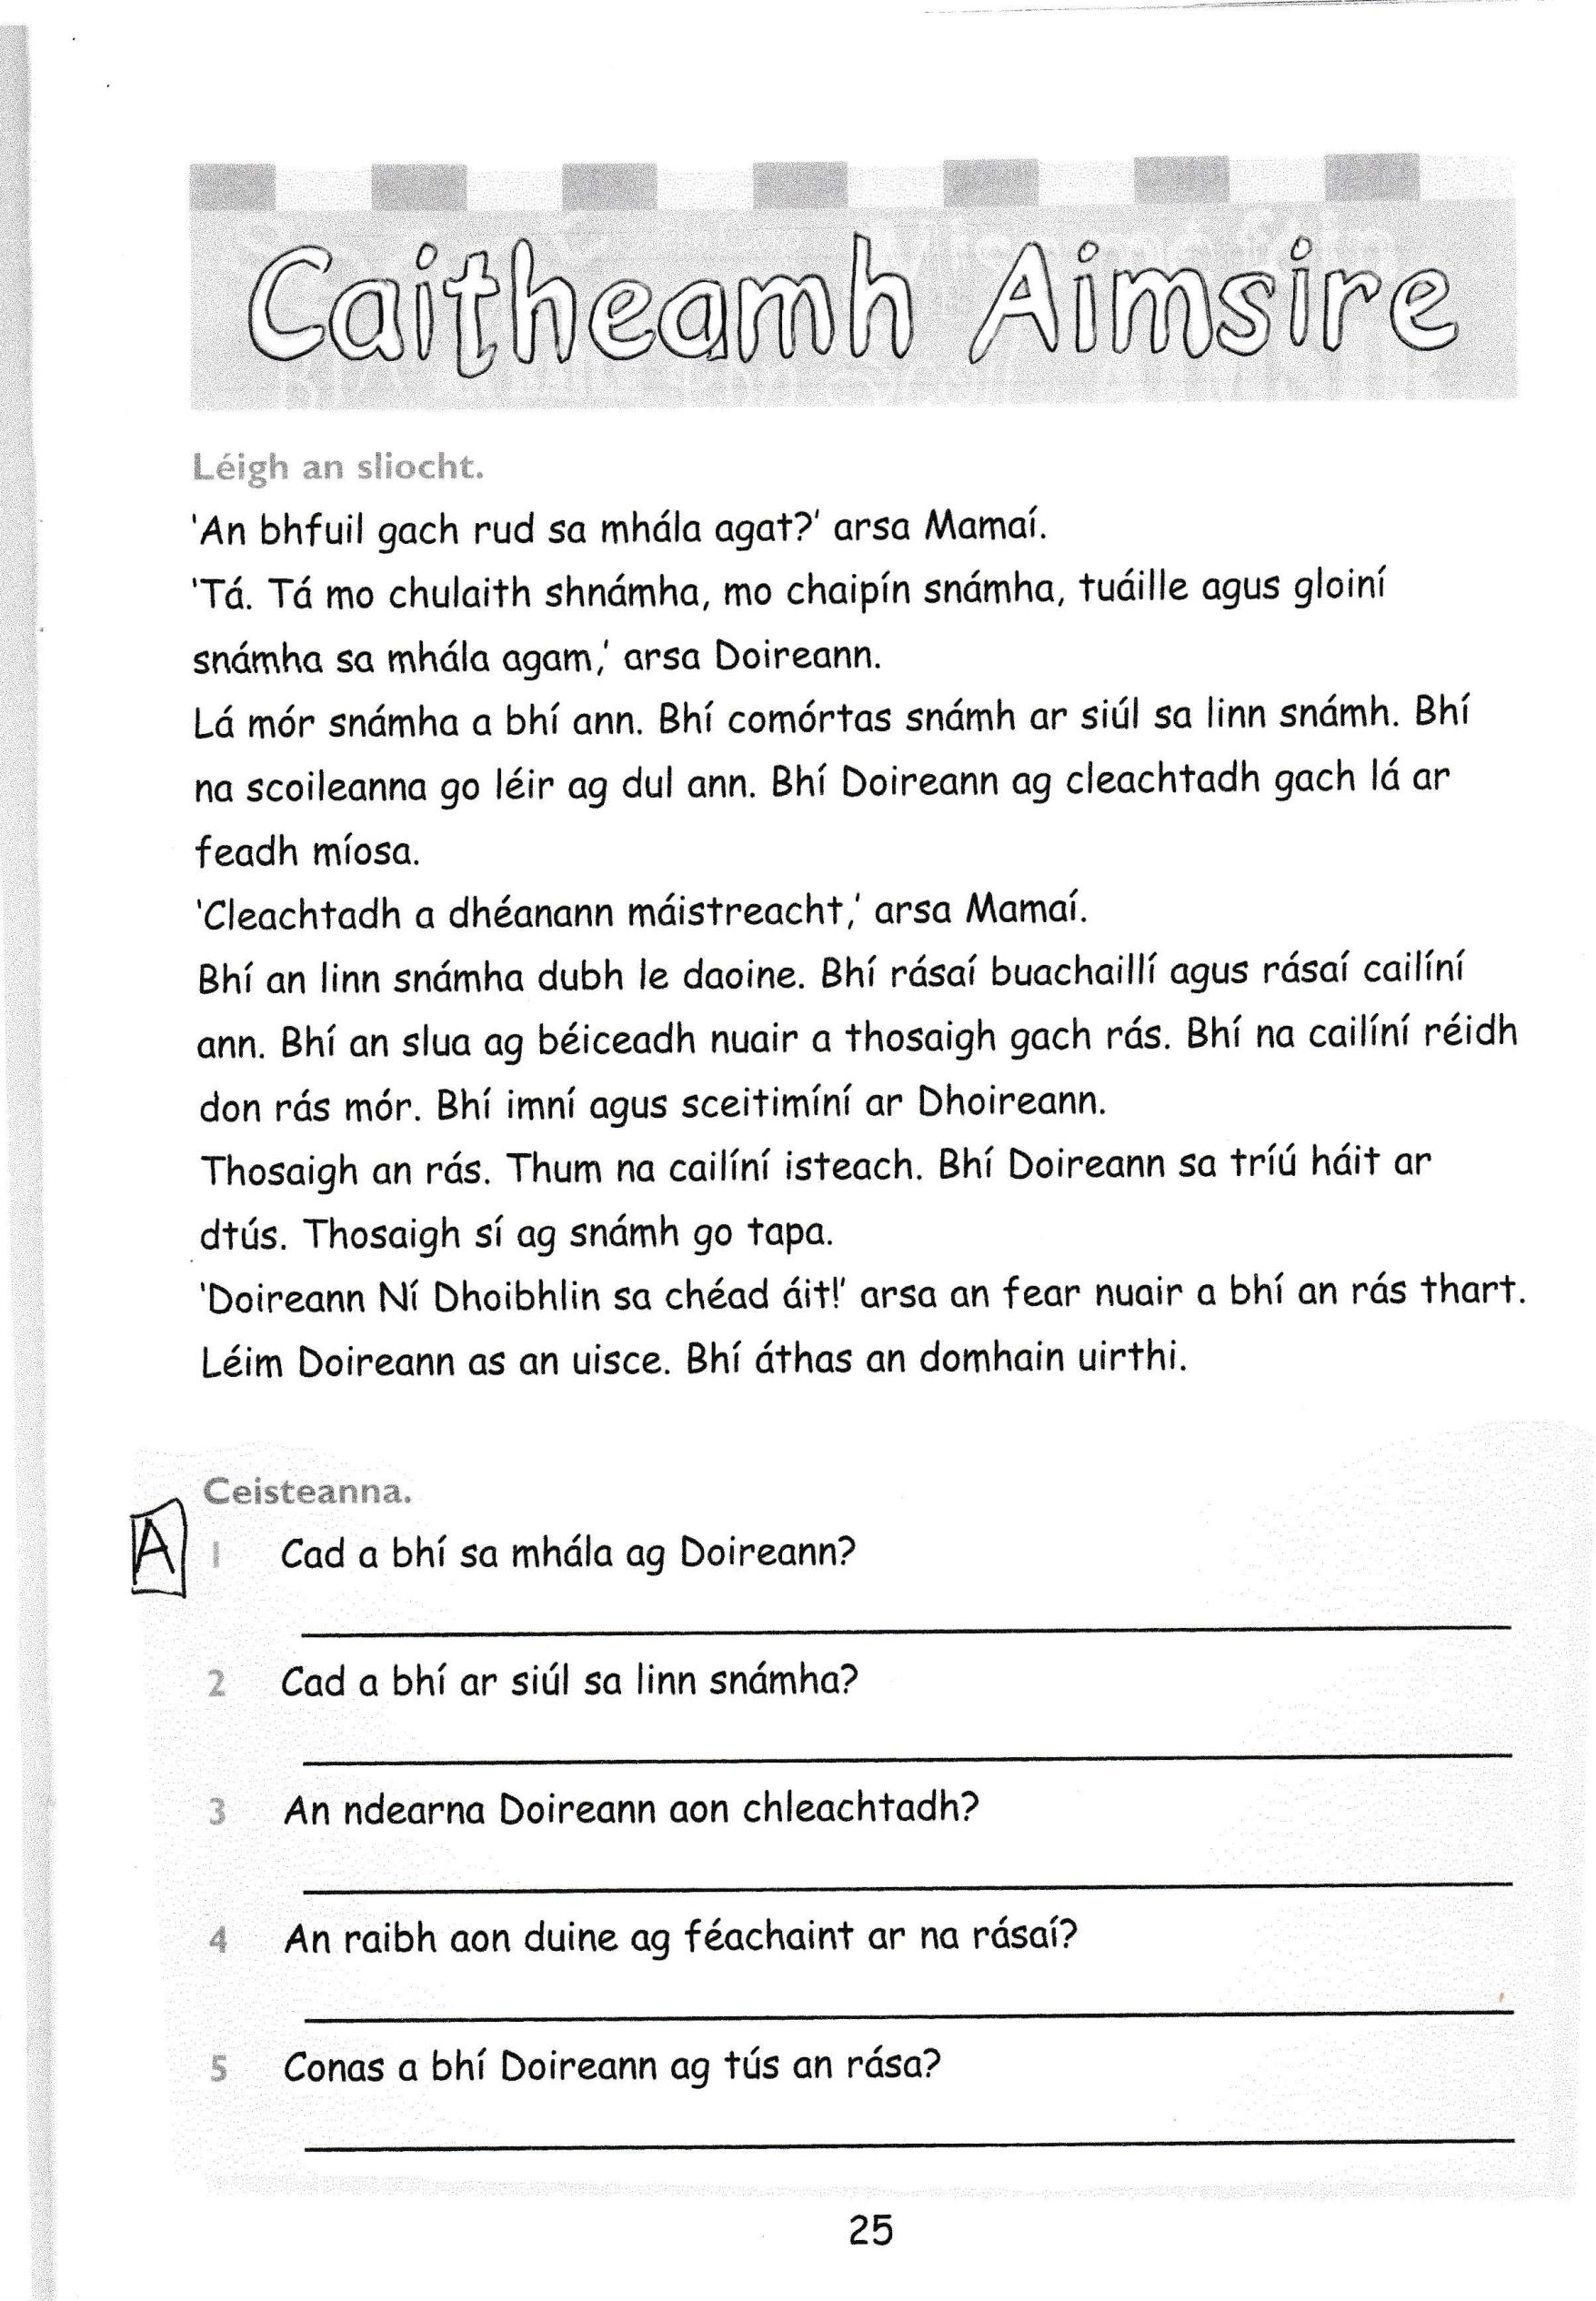 Caitheamh Aimsire
Léigh an sliocht.
'An bhfuil gach rud sa mhála agat?' arsa Mamaí.
'Tá. Tá mo chulaith shnámha, mo chaipín snámha, tuáille agus gloiní
snámha sa mhála agam,' arsa Doireann.
Lá mór snámha a bhí ann. Bhí comórtas snámh ar siúl sa linn snámh. Bhí
na scoileanna go léir ag dul ann. Bhí Doireann ag cleachtadh gach lá ar
feadh míosa.
'Cleachtadh a dhéanann máistreacht,' arsa Mamaí.
Bhí an linn snámha dubh le daoine. Bhí rásaí buachaillí agus rásaí cailíní
ann. Bhí an slua ag béiceadh nuair a thosaigh gach rás. Bhí na cailíní réidh
don rás mór. Bhí imní agus sceitimíní ar Dhoireann.
Thosaigh an rás. Thum na cailíní isteach. Bhí Doireann sa tríú háit ar
dtús. Thosaigh sí ag snámh go tapa.
'Doireann Ní Dhoibhlin sa chéad áit!' arsa an fear nuair a bhí an rás thart.
Léim Doireann as an uisce. Bhí áthas an domhain uirthi.
Ceisteanna.
A
1 Cad a bhí sa mhála ag Doireann?
2 Cad a bhí ar siúl sa linn snámha?
3 An ndearna Doireann aon chleachtadh?
4 An raibh aon duine ag féachaint ar na rásaí?
5 Conas a bhí Doireann ag tús an rása?
25